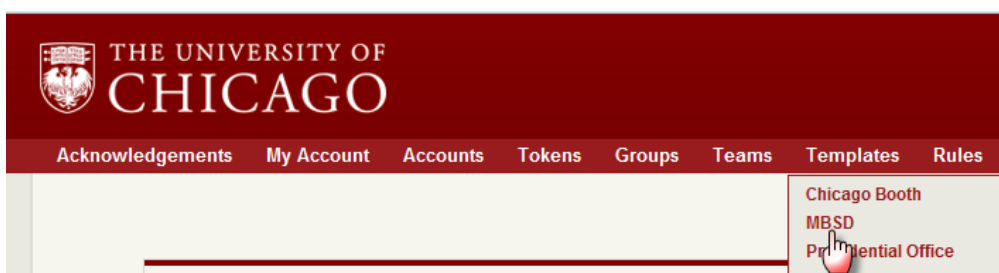 THE UNIVERSITY OF
CHICAGO
Acknowledgements My Account Accounts Tokens Groups Teams Templates Rules
Chicago Booth
MBSD
Office